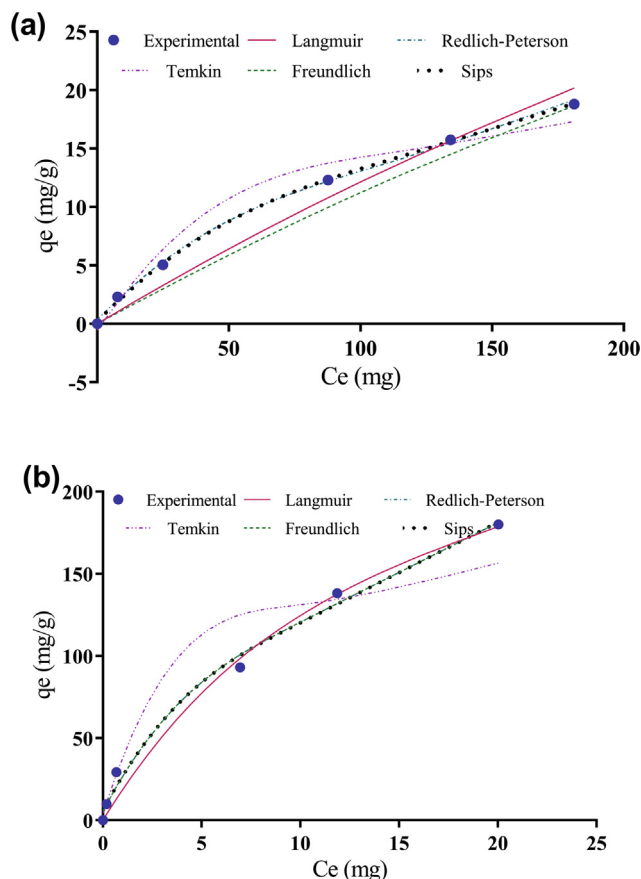 (a)
25
20
15
10
5
0
-5
qe (mg/g)
Experimental Langmuir Redlich-Peterson
Temkin Freundlich Sips
50 100 150 200
Ce (mg)
(b)
200
150
100
50
0
qe (mg/g)
Experimental Langmuir Redlich-Peterson
Temkin Freundlich Sips
0 5 10 15 20 25
Ce (mg)